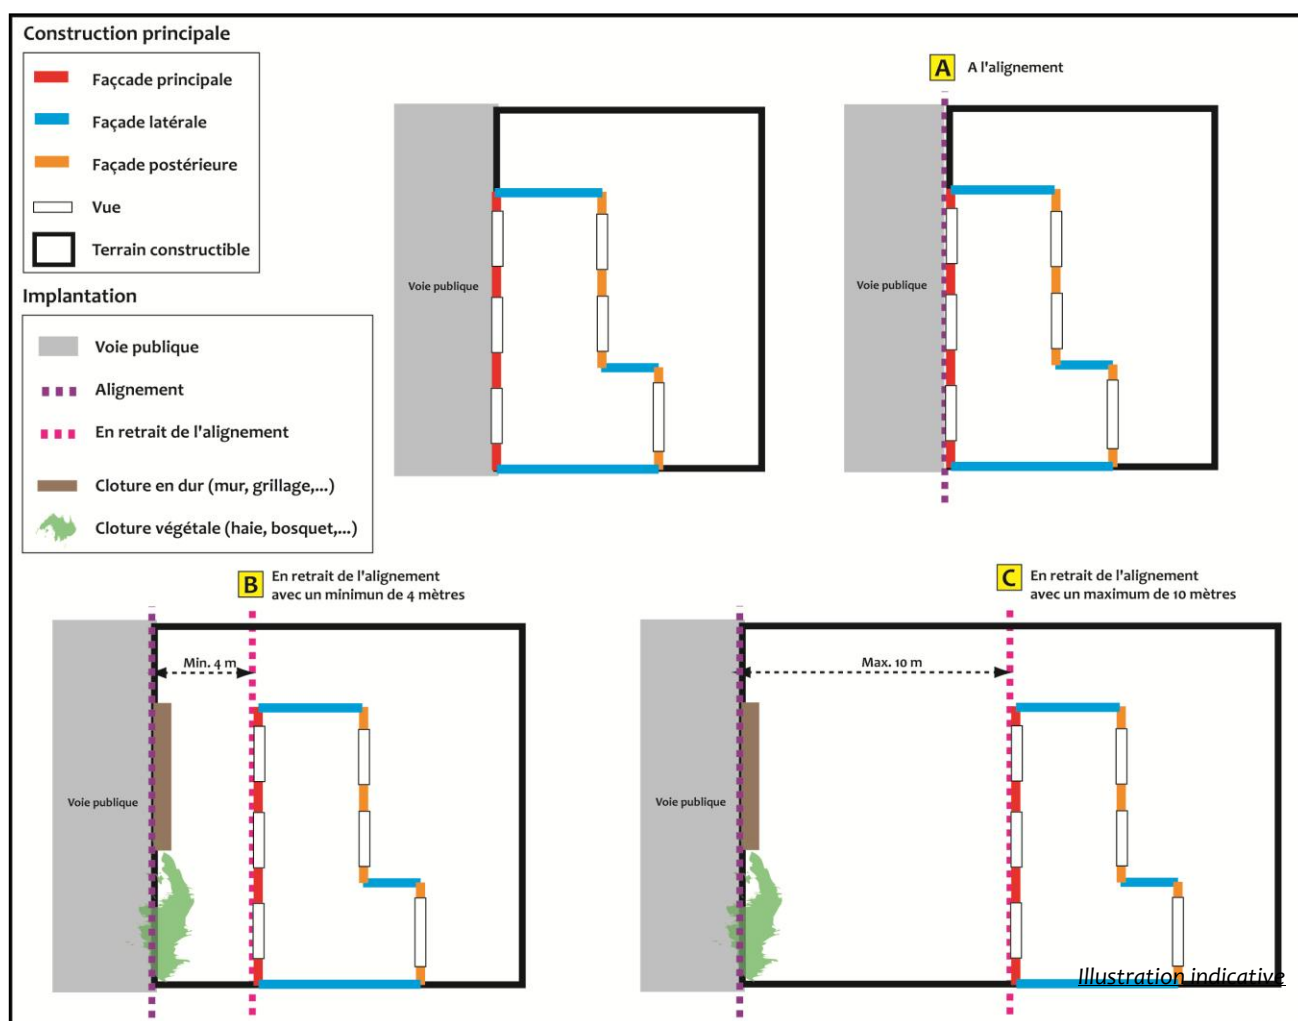 Construction principale
Façcade principale
Façade latérale
Façade postérieure
Vue
Terrain constructible
Implantation
Voie publique
Alignement
En retrait de l'alignement
Cloture en dur (mur, grillage,...)
Cloture végétale (haie, bosquet,...)
Voie publique
A A l'alignement
Voie publique
B En retrait de l'alignement
avec un minimun de 4 mètres
Min. 4 m
Voie publique
C En retrait de l'alignement
avec un maximum de 10 mètres
Max. 10 m
Voie publique
Illustration indicative